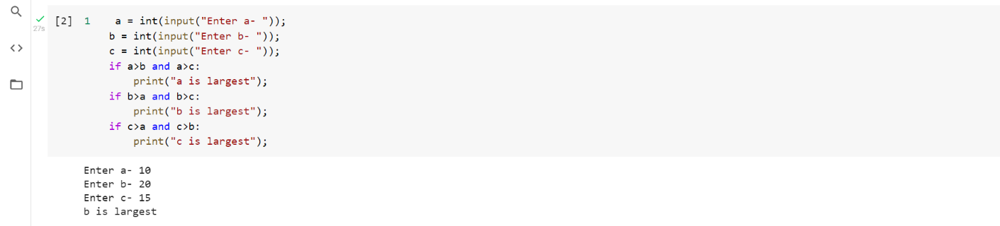 [2] 1 a = int(input("Enter a- "));
27s
b = int(input("Enter b- "));
c = int(input("Enter c- "));
if a>b and a>c:
print("a is largest");
if b>a and b>c:
print("b is largest");
if c>a and c>b:
print("c is largest");
Enter a- 10
Enter b- 20
Enter c- 15
b is largest